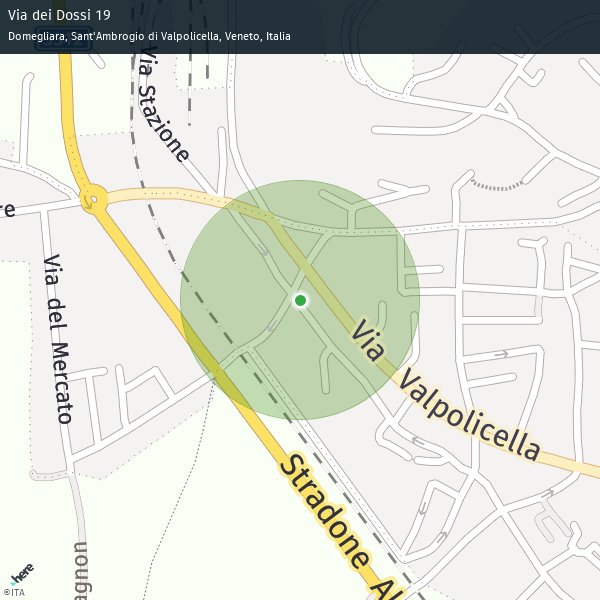 Via dei Dossi 19
Domegliara, Sant'Ambrogio di Valpolicella, Veneto, Italia
Via Stazione
re
Via del Mercato
Via Valpolicella
Stradone Al
agnon
here
©ITA